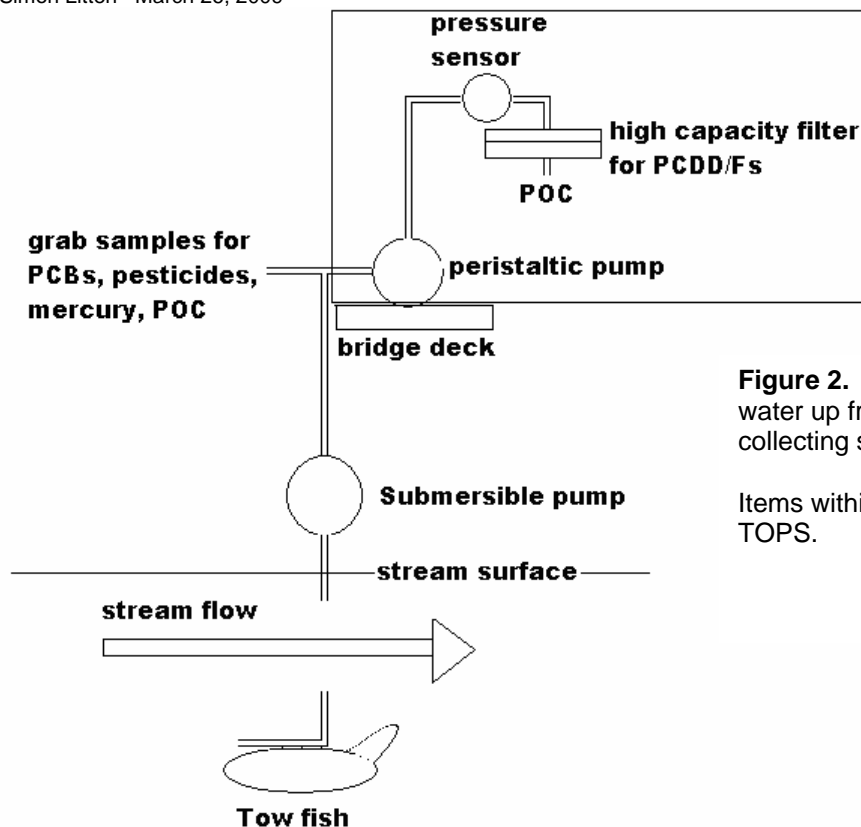 pressure
sensor
high capacity filter
for PCDD/Fs
POC
grab samples for
PCBs, pesticides,
mercury, POC
peristaltic pump
bridge deck
Figure 2.
water up fr
collecting s
Items withi
TOPS.
Submersible pump
stream surface
stream flow
Tow fish